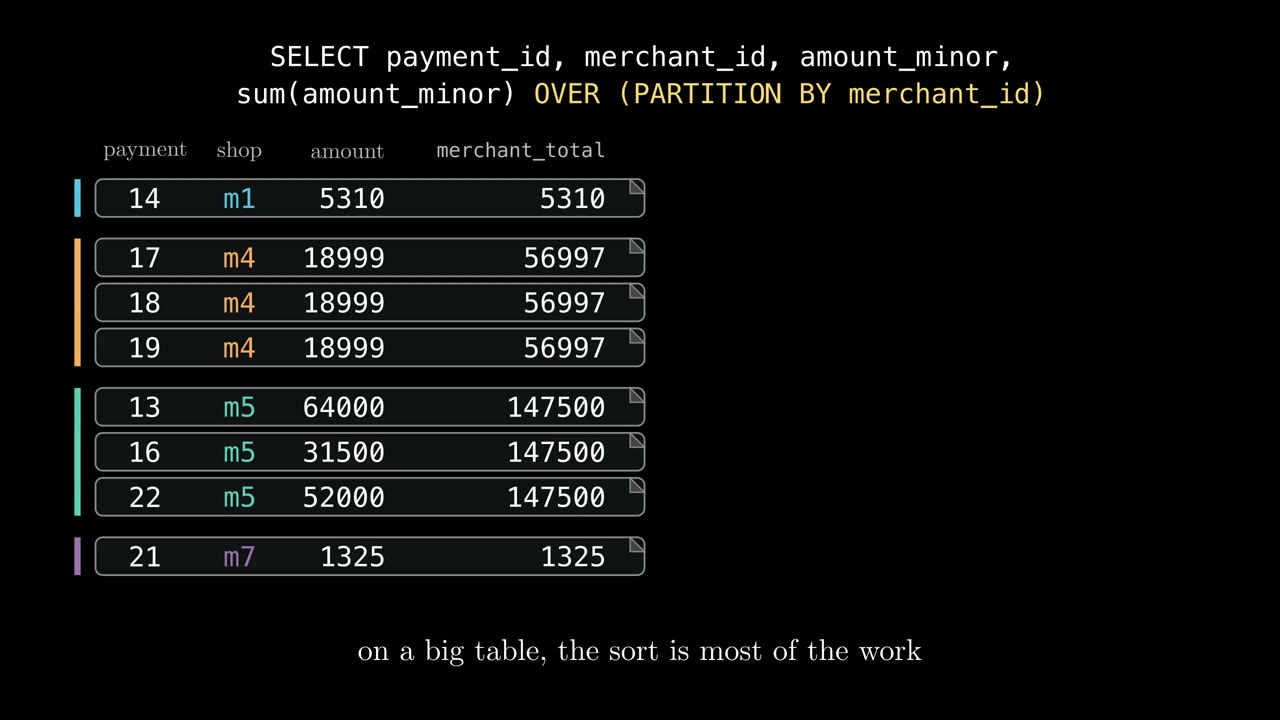 SELECT payment_id, merchant_id, amount_minor,
sum(amount_minor) OVER (PARTITION BY merchant_id)
payment shop amount merchant_total
14 m1 5310 5310
17 m4 18999 56997
18 m4 18999 56997
19 m4 18999 56997
13 m5 64000 147500
16 m5 31500 147500
22 m5 52000 147500
21 m7 1325 1325
on a big table, the sort is most of the work